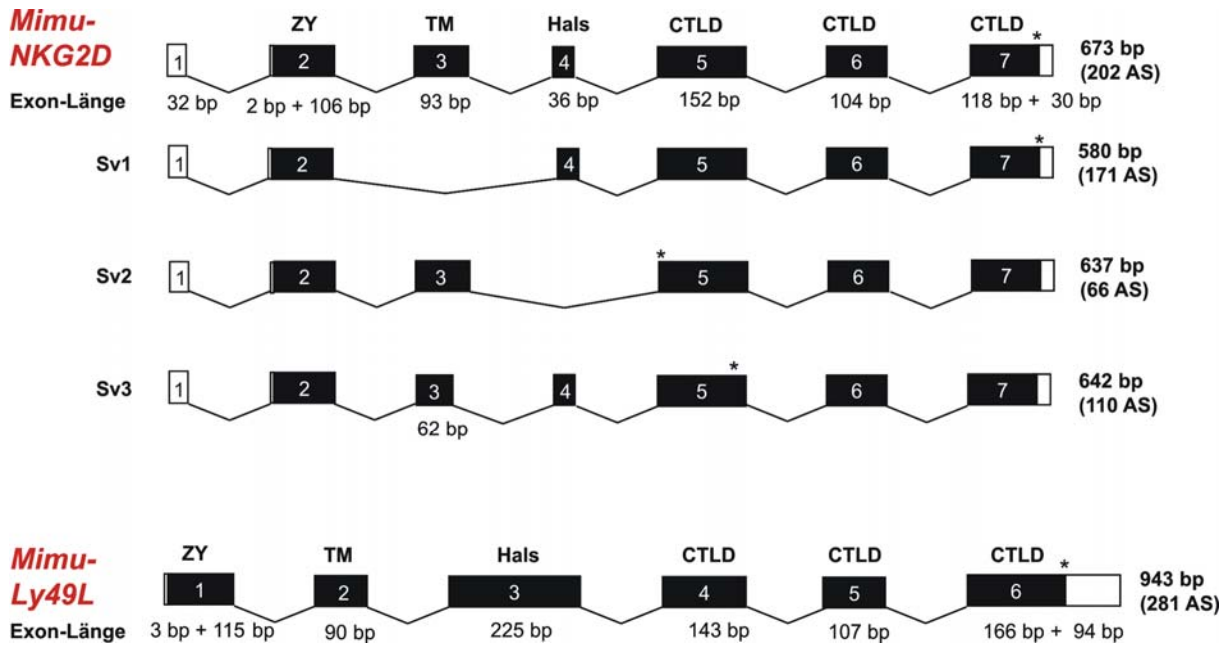 Mimu-
NKG2D
ZY TM Hals CTLD CTLD CTLD
*
1 2 3 4 5 6 7
673 bp
(202 AS)
Exon-Länge 32 bp 2 bp + 106 bp 93 bp 36 bp 152 bp 104 bp 118 bp + 30 bp
*
Sv1 1 2 4 5 6 7
580 bp
(171 AS)
*
Sv2 1 2 3 5 6 7
637 bp
(66 AS)
*
Sv3 1 2 3 4 5 6 7
642 bp
(110 AS)
62 bp
Mimu-
Ly49L
ZY TM Hals CTLD CTLD CTLD
*
1 2 3 4 5 6
943 bp
(281 AS)
Exon-Länge 3 bp + 115 bp 90 bp 225 bp 143 bp 107 bp 166 bp + 94 bp